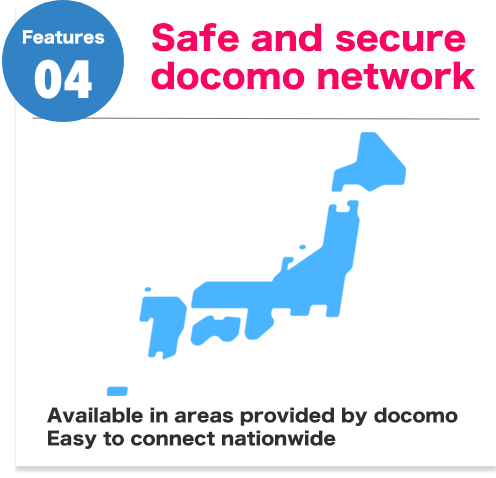 Features
04
Safe and secure
docomo network
Available in areas provided by docomo
Easy to connect nationwide